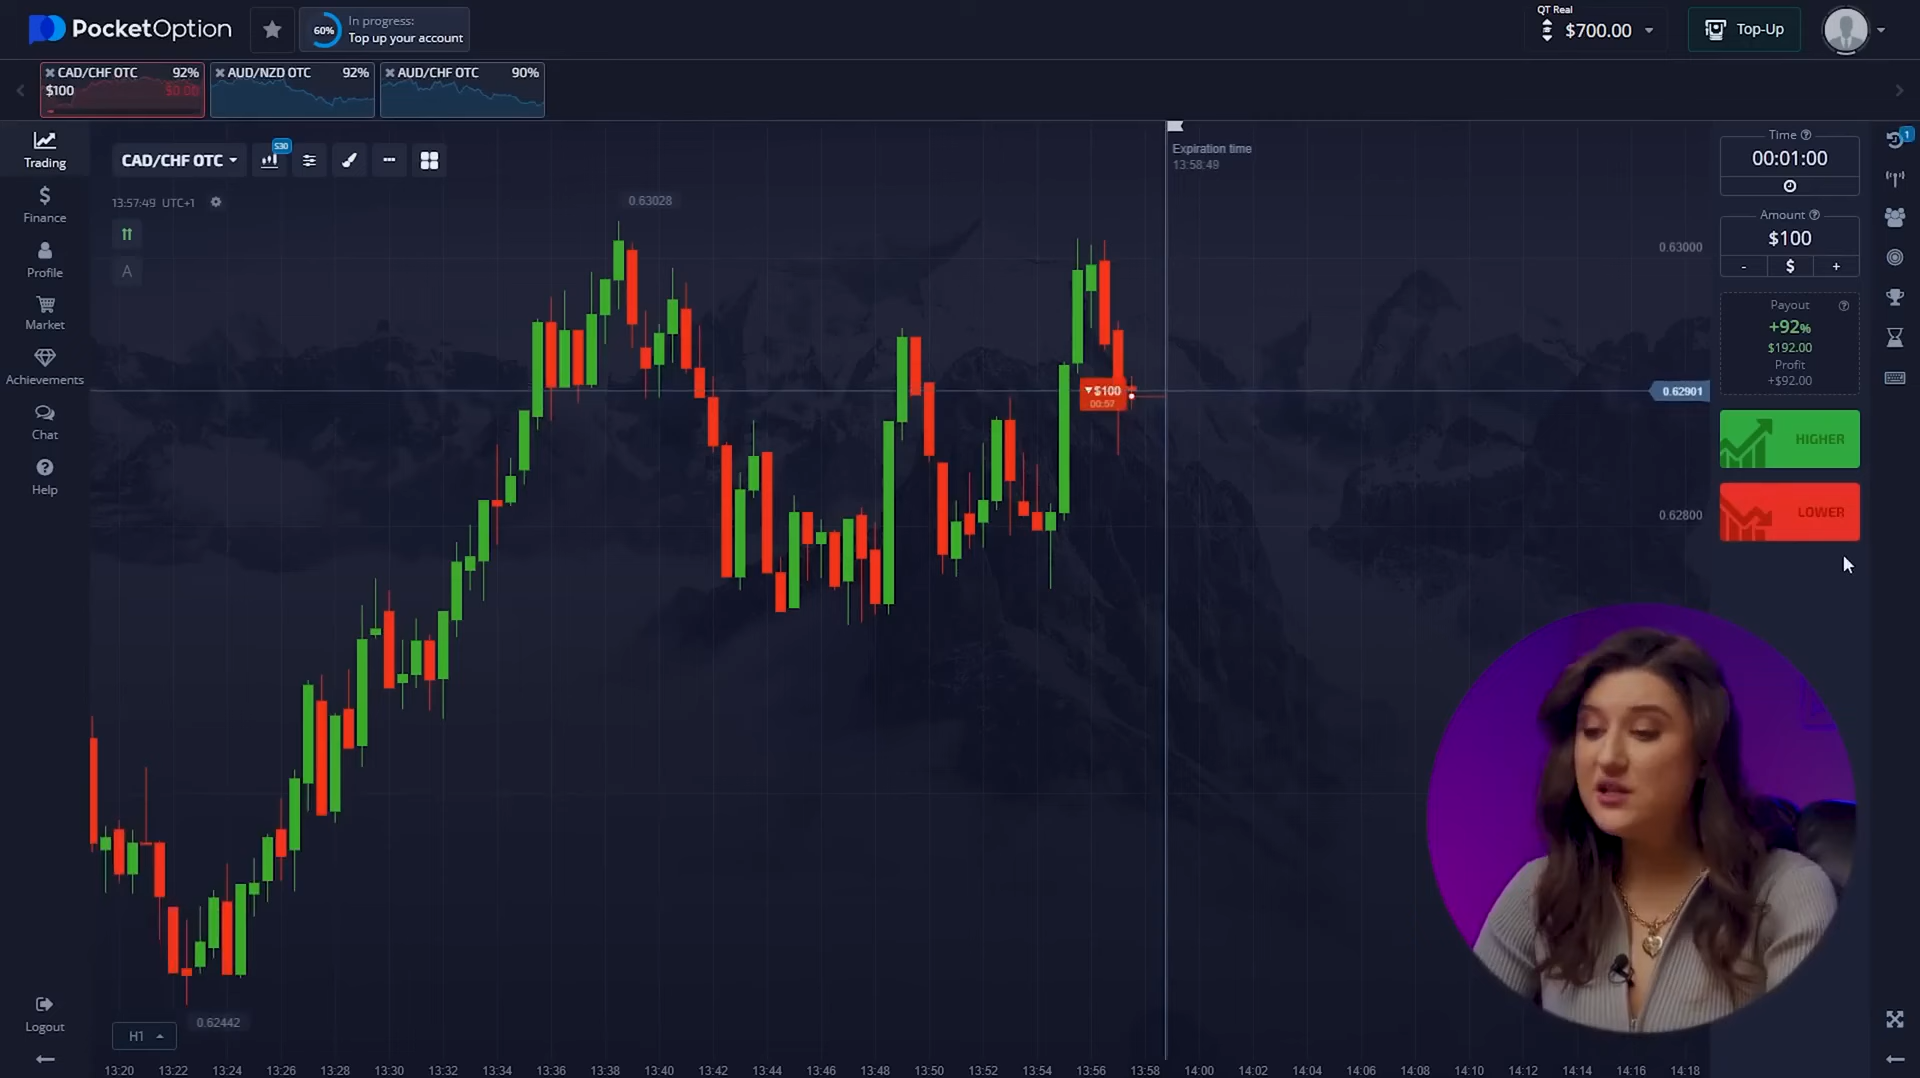 PocketOption
60%
In progress:
Top up your account
QT Real
$700.00
Top-Up
CAD/CHF OTC 92%
$100 $0.00
AUD/NZD OTC 92%
AUD/CHF OTC 90%
Trading
Finance
Profile
Market
Achievements
Chat
Help
Logout
CAD/CHF OTC
S30
13:57:49 UTC+1
A
0.63028
Expiration time
13:58:49
0.63000
$100
00:57
0.62901
0.62800
0.62442
H1
Time
00:01:00
Amount
$100
- $ +
Payout
+92%
$192.00
Profit
+$92.00
HIGHER
LOWER
1
13:20 13:22 13:24 13:26 13:28 13:30 13:32 13:34 13:36 13:38 13:40 13:42 13:44 13:46 13:48 13:50 13:52 13:54 13:56 13:58 14:00 14:02 14:04 14:06 14:08 14:10 14:12 14:14 14:16 14:18